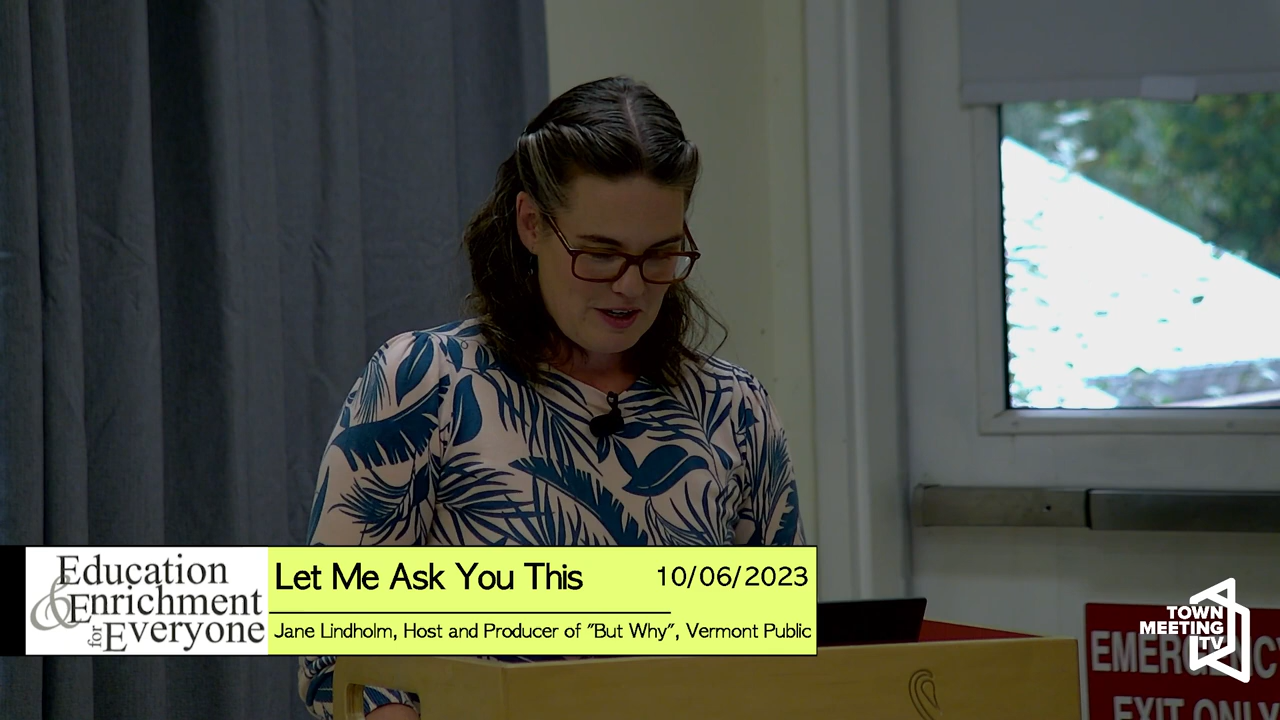 Education
& Enrichment
for Everyone
Let Me Ask You This
10/06/2023
Jane Lindholm, Host and Producer of "But Why", Vermont Public
TOWN
MEETING
TV
EMERGENC
EXIT ONLY